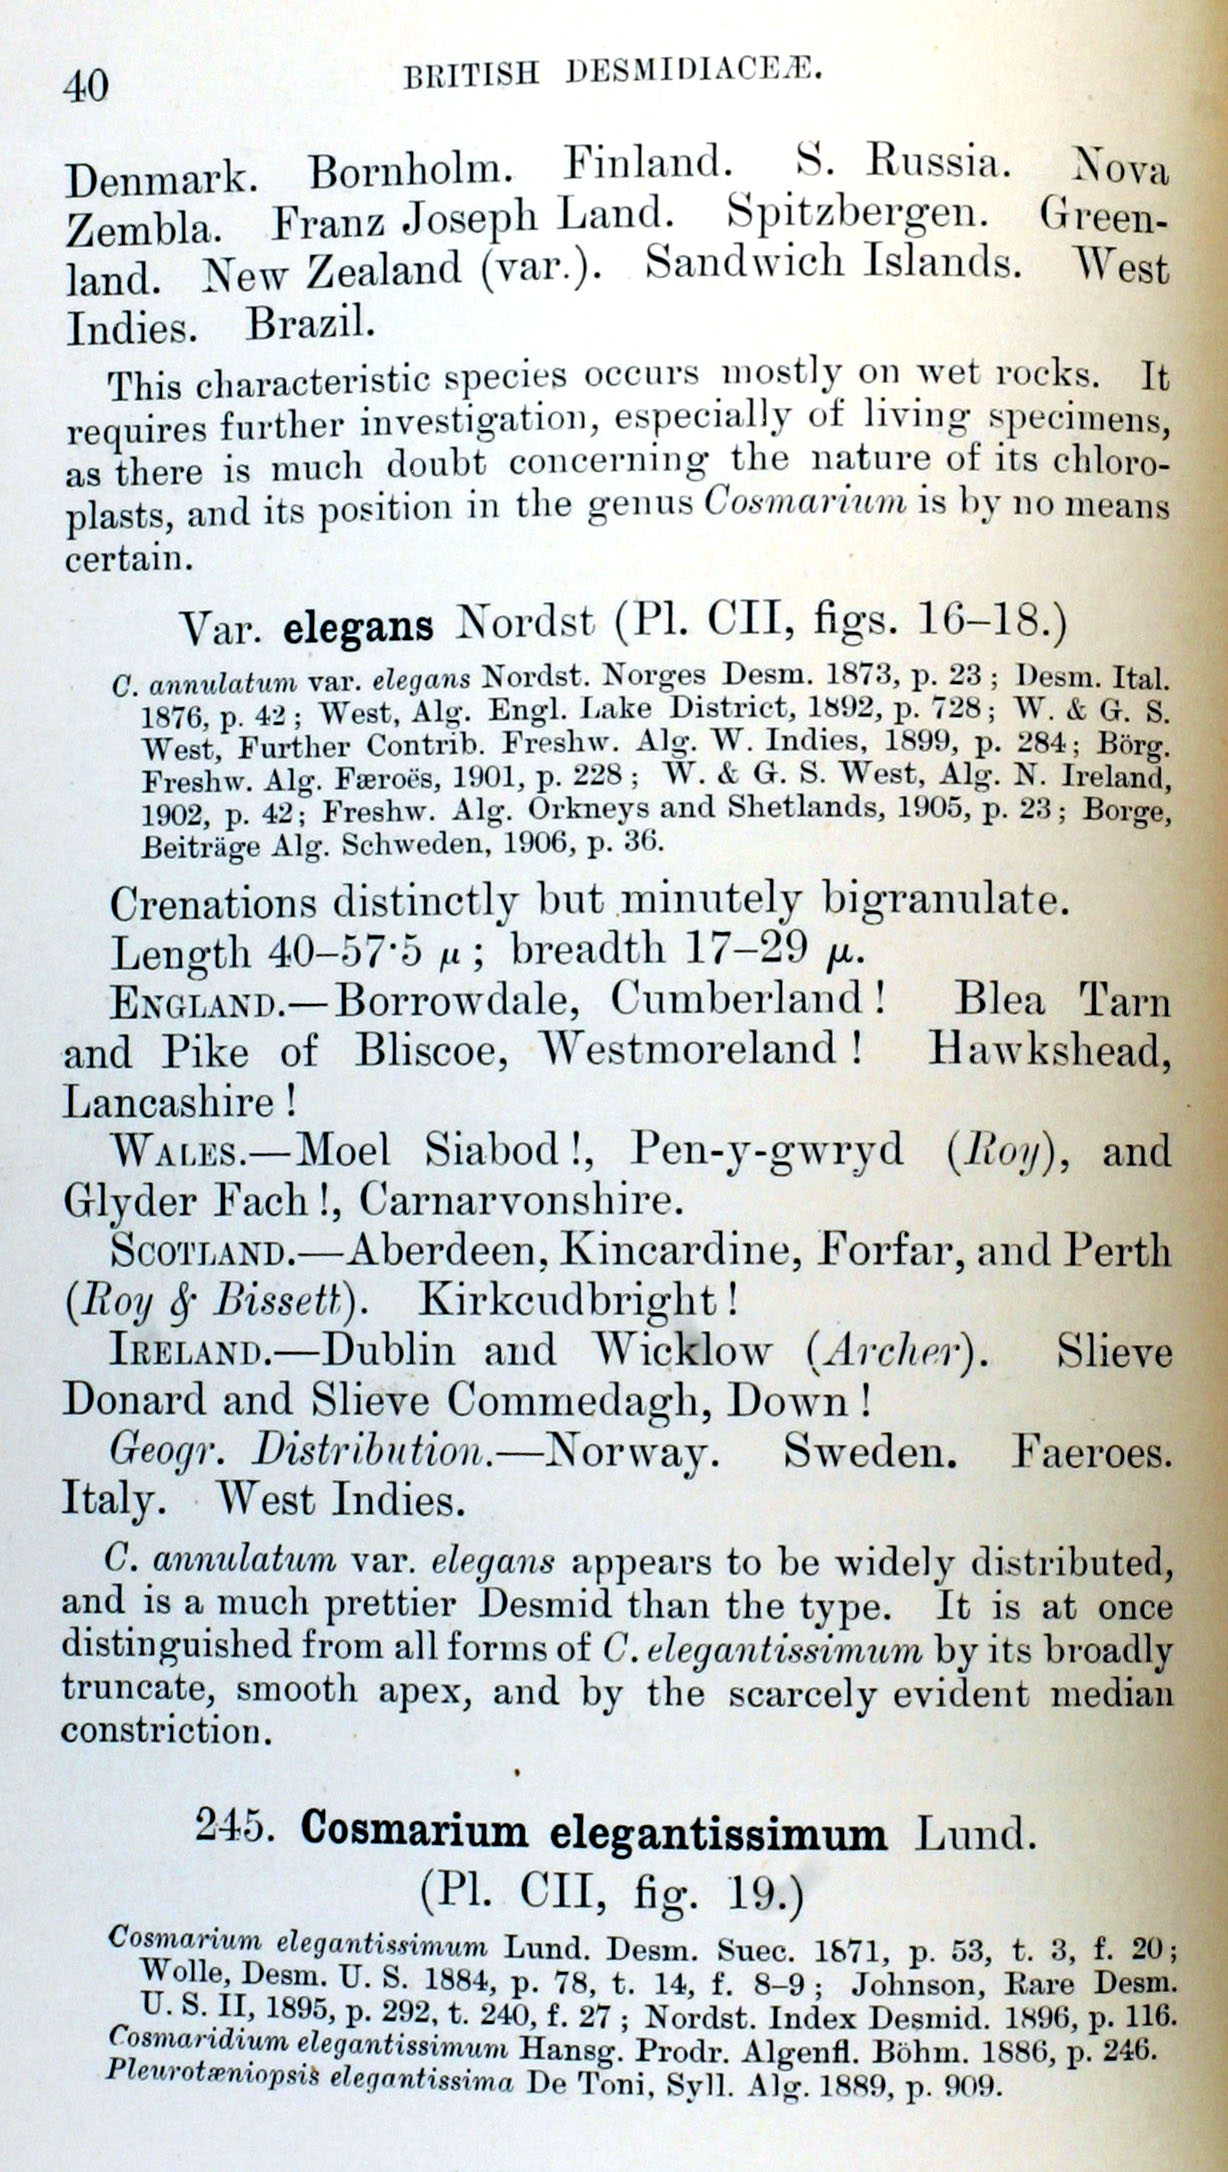 40
BRITISH DESMIDIACEÆ.
Denmark. Bornholm. Finland. S. Russia. Nova
Zembla. Franz Joseph Land. Spitzbergen. Green-
land. New Zealand (var.). Sandwich Islands. West
Indies. Brazil.
This characteristic species occurs mostly on wet rocks. It
requires further investigation, especially of living specimens,
as there is much doubt concerning the nature of its chloro-
plasts, and its position in the genus Cosmarium is by no means
certain.
Var. elegans Nordst (Pl. CII, figs. 16–18.)
C. annulatum var. elegans Nordst. Norges Desm. 1873, p. 23; Desm. Ital.
1876, p. 42; West, Alg. Engl. Lake District, 1892, p. 728; W. & G. S.
West, Further Contrib. Freshw. Alg. W. Indies, 1899, p. 284; Börg.
Freshw. Alg. Færoës, 1901, p. 228; W. & G. S. West, Alg. N. Ireland,
1902, p. 42; Freshw. Alg. Orkneys and Shetlands, 1905, p. 23; Borge,
Beiträge Alg. Schweden, 1906, p. 36.
Crenations distinctly but minutely bigranulate.
Length 40–57·5 μ; breadth 17–29 μ.
ENGLAND.—Borrowdale, Cumberland! Blea Tarn
and Pike of Bliscoe, Westmoreland! Hawkshead,
Lancashire!
WALES.—Moel Siabod!, Pen-y-gwryd (Roy), and
Glyder Fach!, Carnarvonshire.
SCOTLAND.—Aberdeen, Kincardine, Forfar, and Perth
(Roy & Bissett). Kirkcudbright!
IRELAND.—Dublin and Wicklow (Archer). Slieve
Donard and Slieve Commedagh, Down!
Geogr. Distribution.—Norway. Sweden. Faeroes.
Italy. West Indies.
C. annulatum var. elegans appears to be widely distributed,
and is a much prettier Desmid than the type. It is at once
distinguished from all forms of C. elegantissimum by its broadly
truncate, smooth apex, and by the scarcely evident median
constriction.
245. Cosmarium elegantissimum Lund.
(Pl. CII, fig. 19.)
Cosmarium elegantissimum Lund. Desm. Suec. 1871, p. 53, t. 3, f. 20;
Wolle, Desm. U. S. 1884, p. 78, t. 14, f. 8–9; Johnson, Rare Desm.
U. S. II, 1895, p. 292, t. 240, f. 27; Nordst. Index Desmid. 1896, p. 116.
Cosmaridium elegantissimum Hansg. Prodr. Algenfl. Böhm. 1886, p. 246.
Pleurotæniopsis elegantissima De Toni, Syll. Alg. 1889, p. 909.